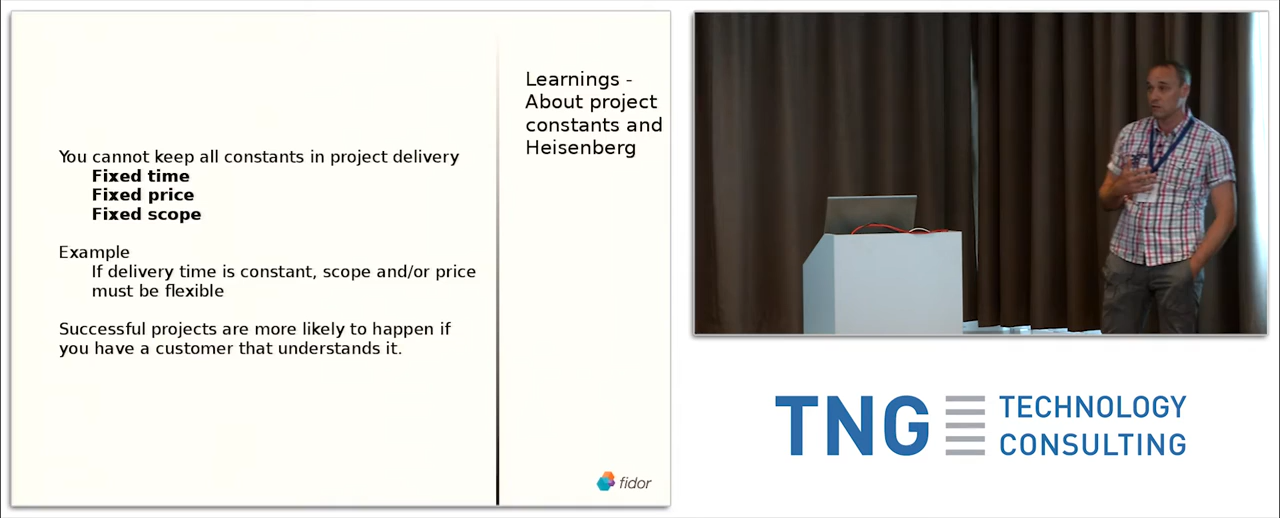 You cannot keep all constants in project delivery
Fixed time
Fixed price
Fixed scope
Example
If delivery time is constant, scope and/or price
must be flexible
Successful projects are more likely to happen if
you have a customer that understands it.
Learnings -
About project
constants and
Heisenberg
fidor
TNG TECHNOLOGY
CONSULTING